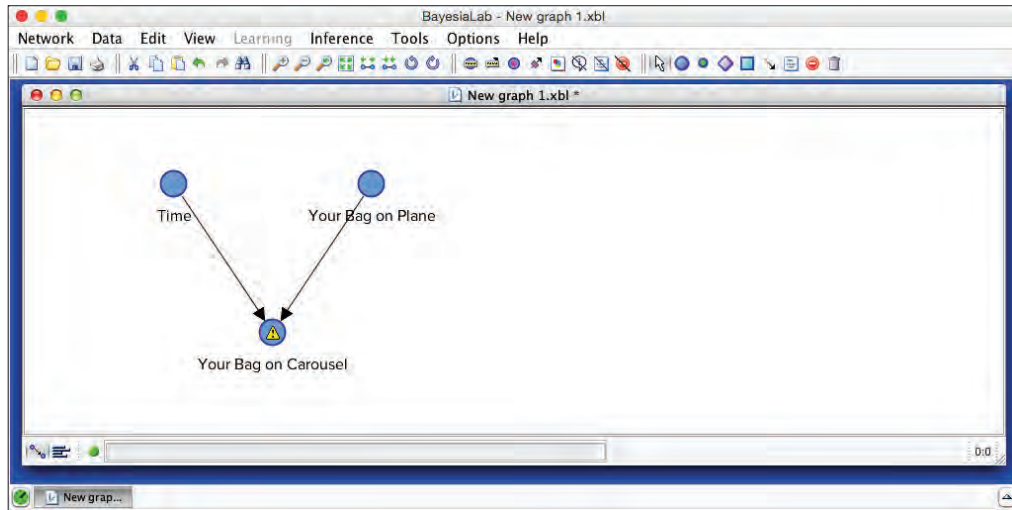 BayesiaLab - New graph 1.xbl
Network Data Edit View Learning Inference Tools Options Help
New graph 1.xbl *
Time
Your Bag on Plane
Your Bag on Carousel
0:0
New grap...